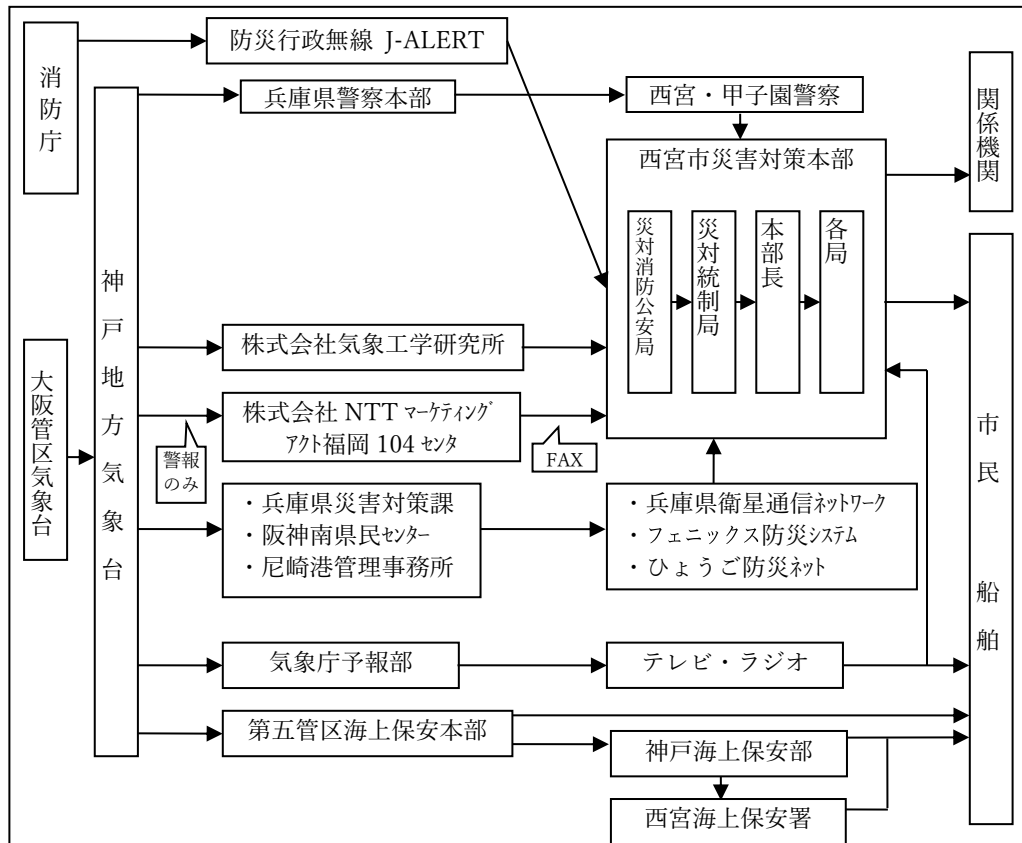 消防庁
防災行政無線 J-ALERT
兵庫県警察本部
西宮・甲子園警察
関係機関
西宮市災害対策本部
災対消防公安局
災対統制局
本部長
各局
大阪管区気象台
神戸地方気象台
株式会社気象工学研究所
株式会社 NTT ﾏｰｹﾃｨﾝｸﾞ
ｱｸﾄ福岡 104 ｾﾝﾀ
警報
のみ
FAX
・兵庫県災害対策課
・阪神南県民ｾﾝﾀｰ
・尼崎港管理事務所
・兵庫県衛星通信ﾈｯﾄﾜｰｸ
・フェニックス防災ｼｽﾃﾑ
・ひょうご防災ﾈｯﾄ
気象庁予報部
テレビ・ラジオ
第五管区海上保安本部
神戸海上保安部
西宮海上保安署
市民
船舶